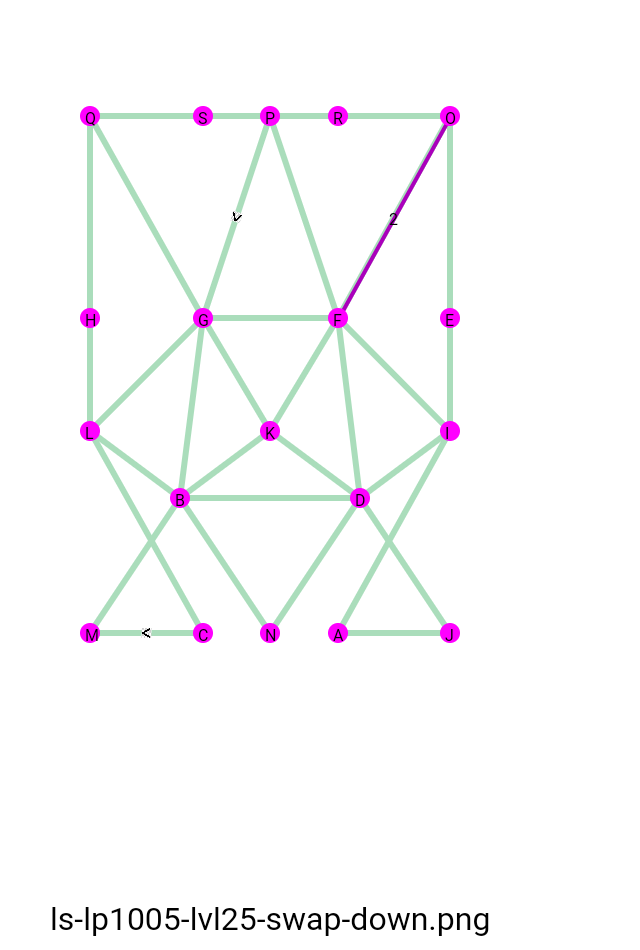 Q S P R O
< 2
H G F E
L K I
B D
M < C N A J
ls-lp1005-lvl25-swap-down.png